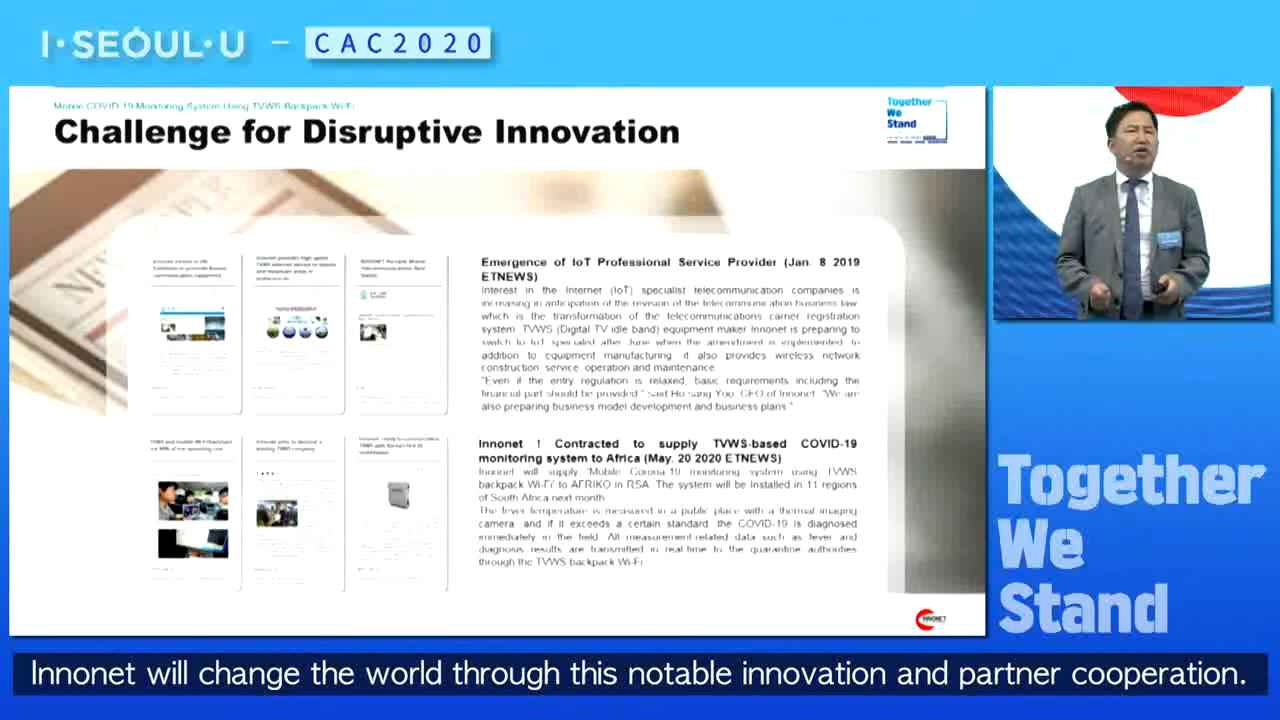 I·SEOUL·U – CAC2020
Mobile COVID-19 Monitoring System Using TVWS Backpack Wi-Fi
Challenge for Disruptive Innovation
Together
We
Stand
Emergence of IoT Professional Service Provider (Jan. 8 2019
ETNEWS)
Interest in the Internet (IoT) specialist telecommunication companies is
increasing in anticipation of the revision of the telecommunication business law
which is the transformation of the telecommunications carrier registration
system. TVWS (Digital TV idle band) equipment maker Innonet is preparing to
switch to IoT specialist after June when the amendment is implemented. In
addition to equipment manufacturing, it also provides wireless network
construction, service, operation and maintenance
"Even if the entry regulation is relaxed, basic requirements including the
financial part should be provided." said Ho-sang Yoo, CEO of Innonet. "We are
also preparing business model development and business plans."
Innonet ! Contracted to supply TVWS-based COVID-19
monitoring system to Africa (May. 20 2020 ETNEWS)
Innonet will supply 'Mobile Corona-19 monitoring system using TVWS
backpack Wi-Fi' to AFRIKO in RSA. The system will be installed in 11 regions
of South Africa next month
The fever temperature is measured in a public place with a thermal imaging
camera, and if it exceeds a certain standard, the COVID-19 is diagnosed
immediately in the field. All measurement-related data such as fever and
diagnosis results are transmitted in real-time to the quarantine authorities
through the TVWS backpack Wi-Fi
INNONET
Together
We
Stand
Innonet will change the world through this notable innovation and partner cooperation.